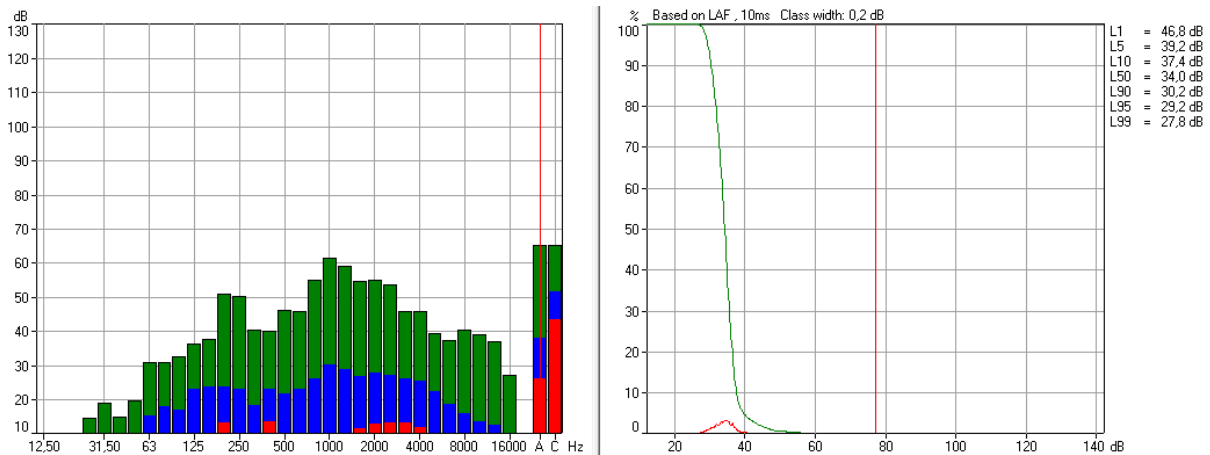 dB
130
120
110
100
90
80
70
60
50
40
30
20
10
12,50 31,50 63 125 250 500 1000 2000 4000 8000 16000 A C Hz
% Based on LAF , 10ms Class width: 0,2 dB
100
90
80
70
60
50
40
30
20
10
0
20 40 60 80 100 120 140 dB
L1 = 46,8 dB
L5 = 39,2 dB
L10 = 37,4 dB
L50 = 34,0 dB
L90 = 30,2 dB
L95 = 29,2 dB
L99 = 27,8 dB